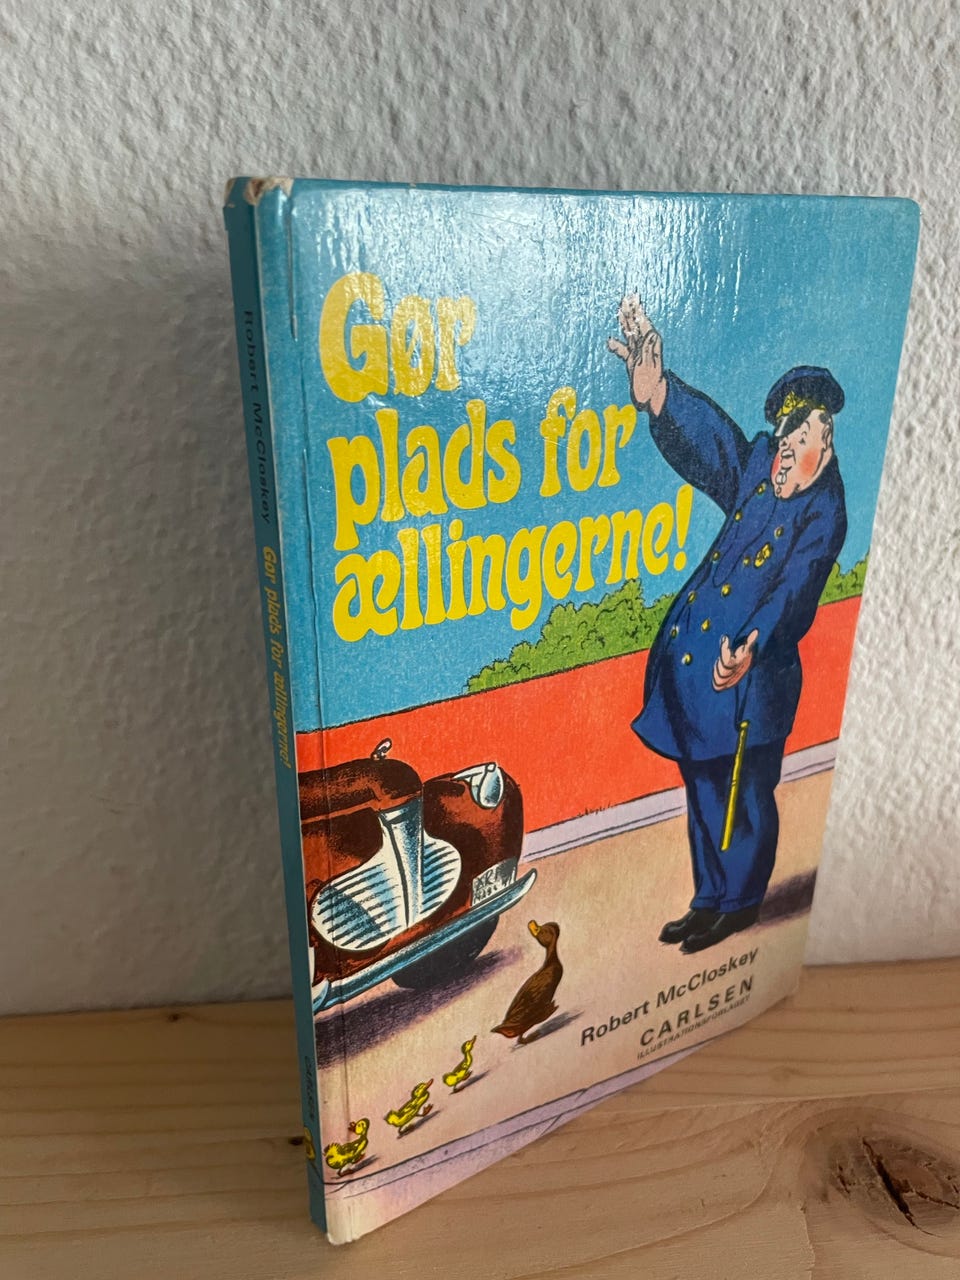 Gør
plads for
ællingerne!
Robert McCloskey
CARLSEN
ILLUSTRATIONSFORLAGET
Robert McCloskey Gør plads for ællingerne!